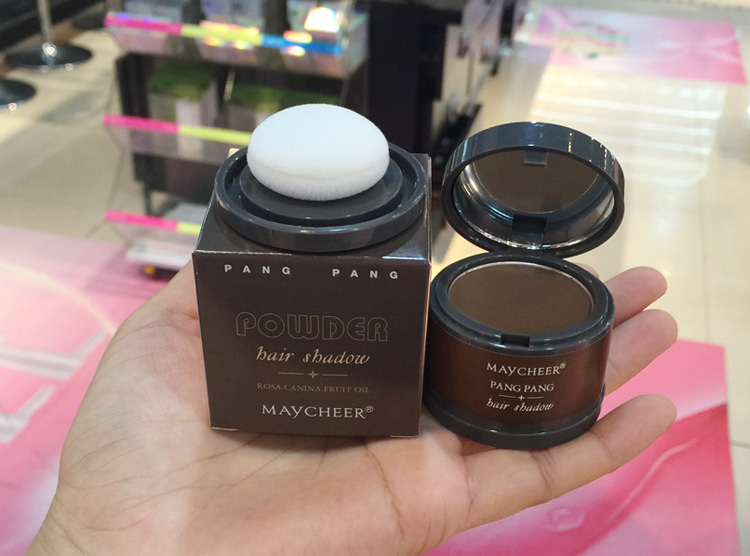 PANG PANG
POWDER
hair shadow
ROSA CANINA FRUIT OIL
MAYCHEER®
MAYCHEER®
PANG PANG
hair shadow